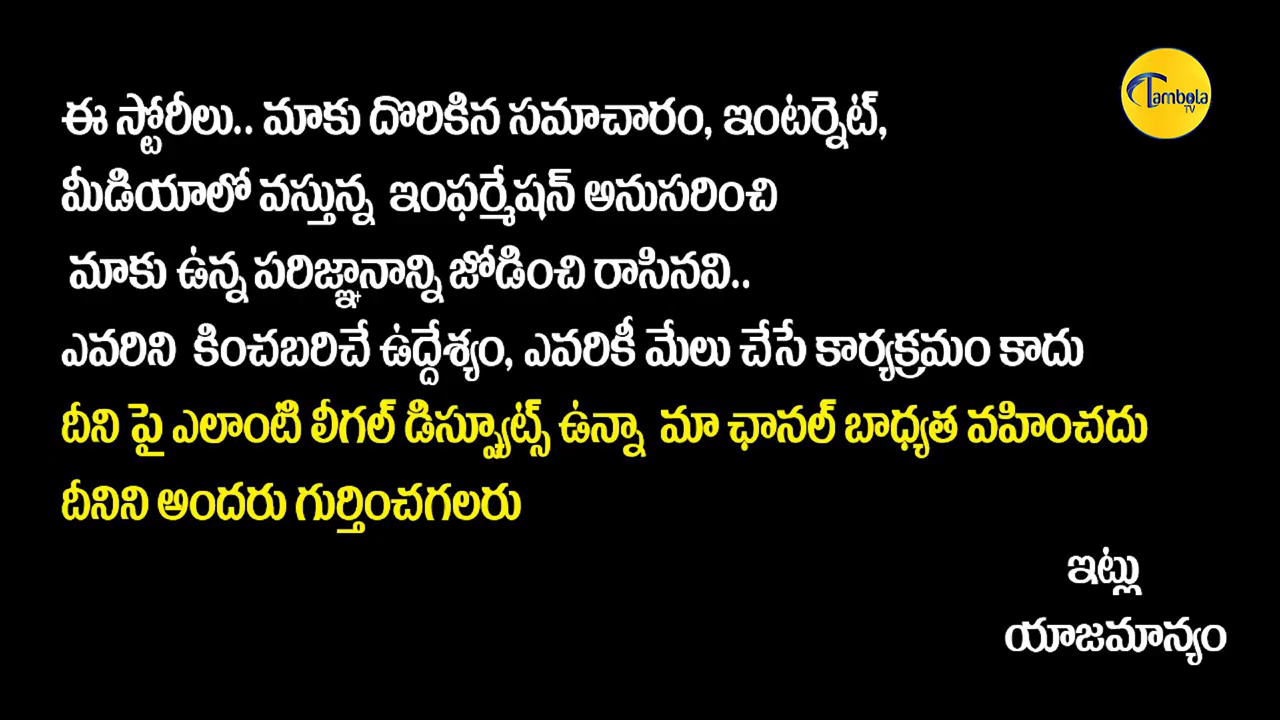 Tambola
TV
ఈ స్టోరీలు.. మాకు దొరికిన సమాచారం, ఇంటర్నెట్,
మీడియాలో వస్తున్న ఇంఫర్మేషన్ అనుసరించి
మాకు ఉన్న పరిజ్ఞానాన్ని జోడించి రాసినవి..
ఎవరిని కించబరిచే ఉద్దేశ్యం, ఎవరికీ మేలు చేసే కార్యక్రమం కాదు
దీని పై ఎలాంటి లీగల్ డిస్ప్యూట్స్ ఉన్నా మా ఛానల్ బాధ్యత వహించదు
దీనిని అందరు గుర్తించగలరు
ఇట్లు
యాజమాన్యం